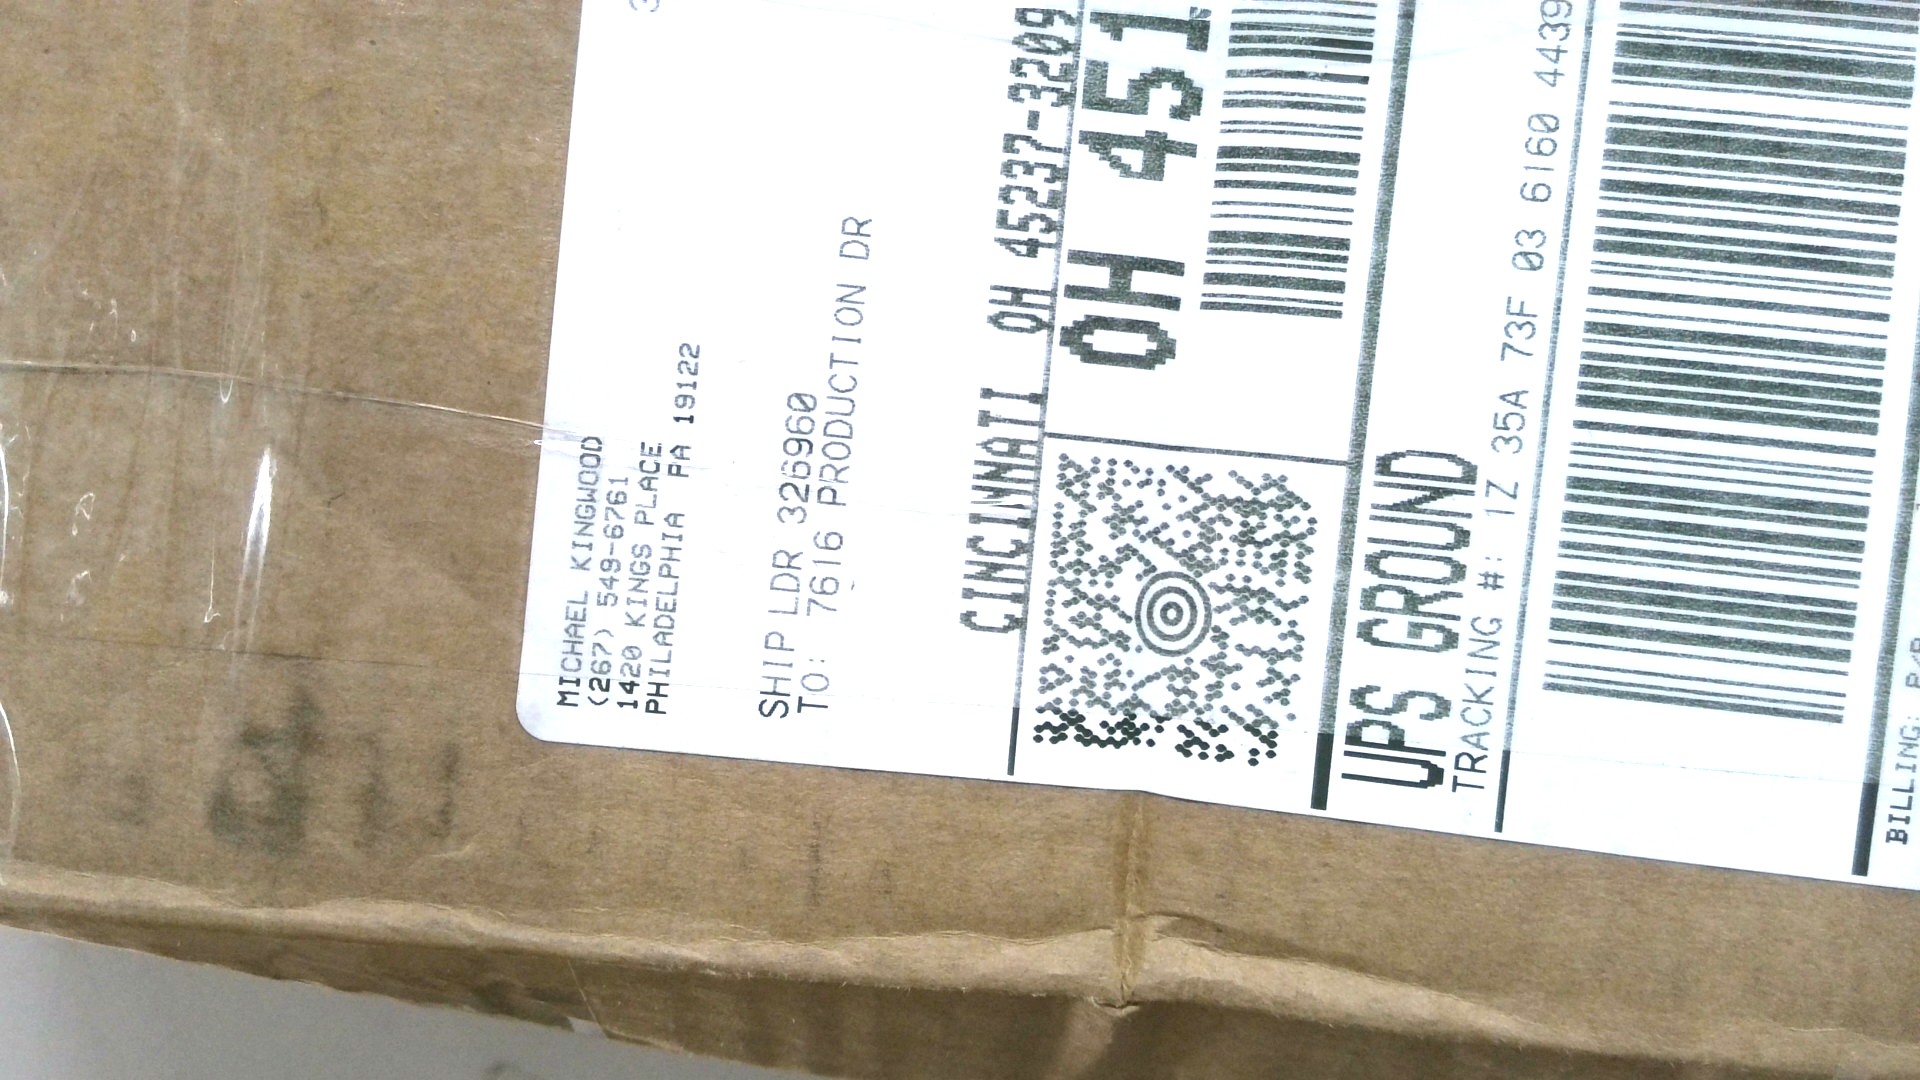 MICHAEL KINGWOOD
(267) 549-6761
1420 KINGS PLACE
PHILADELPHIA PA 19122
SHIP LDR 326960
TO: 7616 PRODUCTION DR
CINCINNATI OH 45237-3209
OH 451
UPS GROUND
TRACKING #: 1Z 35A 73F 03 6160 4439
BILLING: